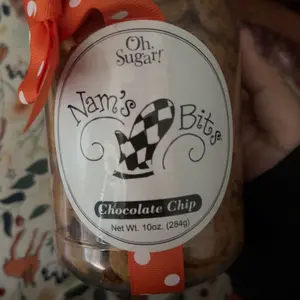 Oh,
Sugar!
Nam's
Bits
Chocolate Chip
Net Wt. 10oz. (284g)